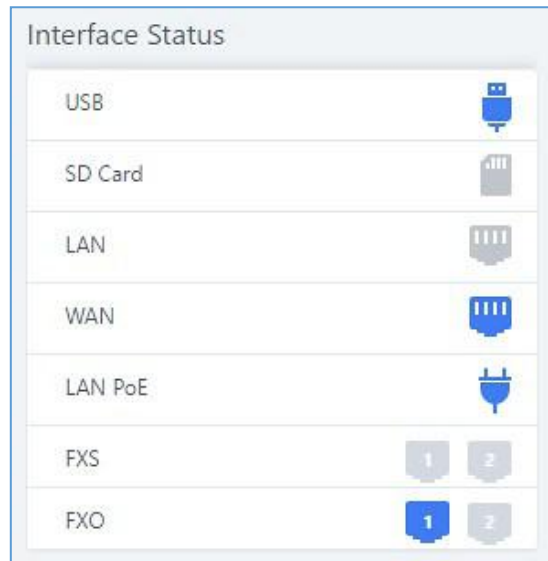 Interface Status
USB
SD Card
LAN
WAN
LAN PoE
FXS 1 2
FXO 1 2